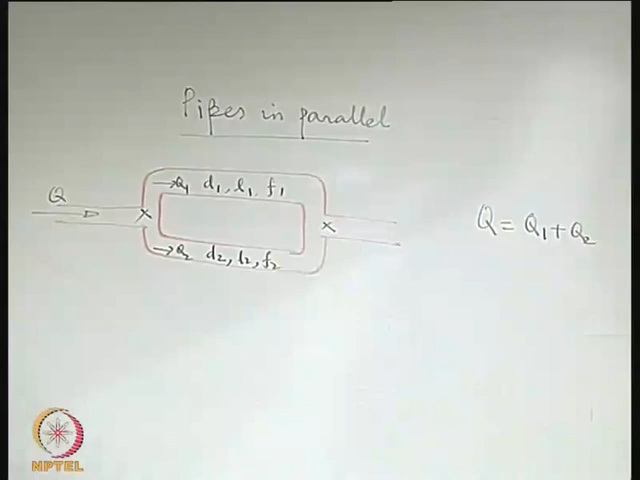 Pipes in parallel
Q
→Q₁ d₁, l₁, f₁
Q = Q₁ + Q₂
→Q₂ d₂, l₂, f₂
NPTEL